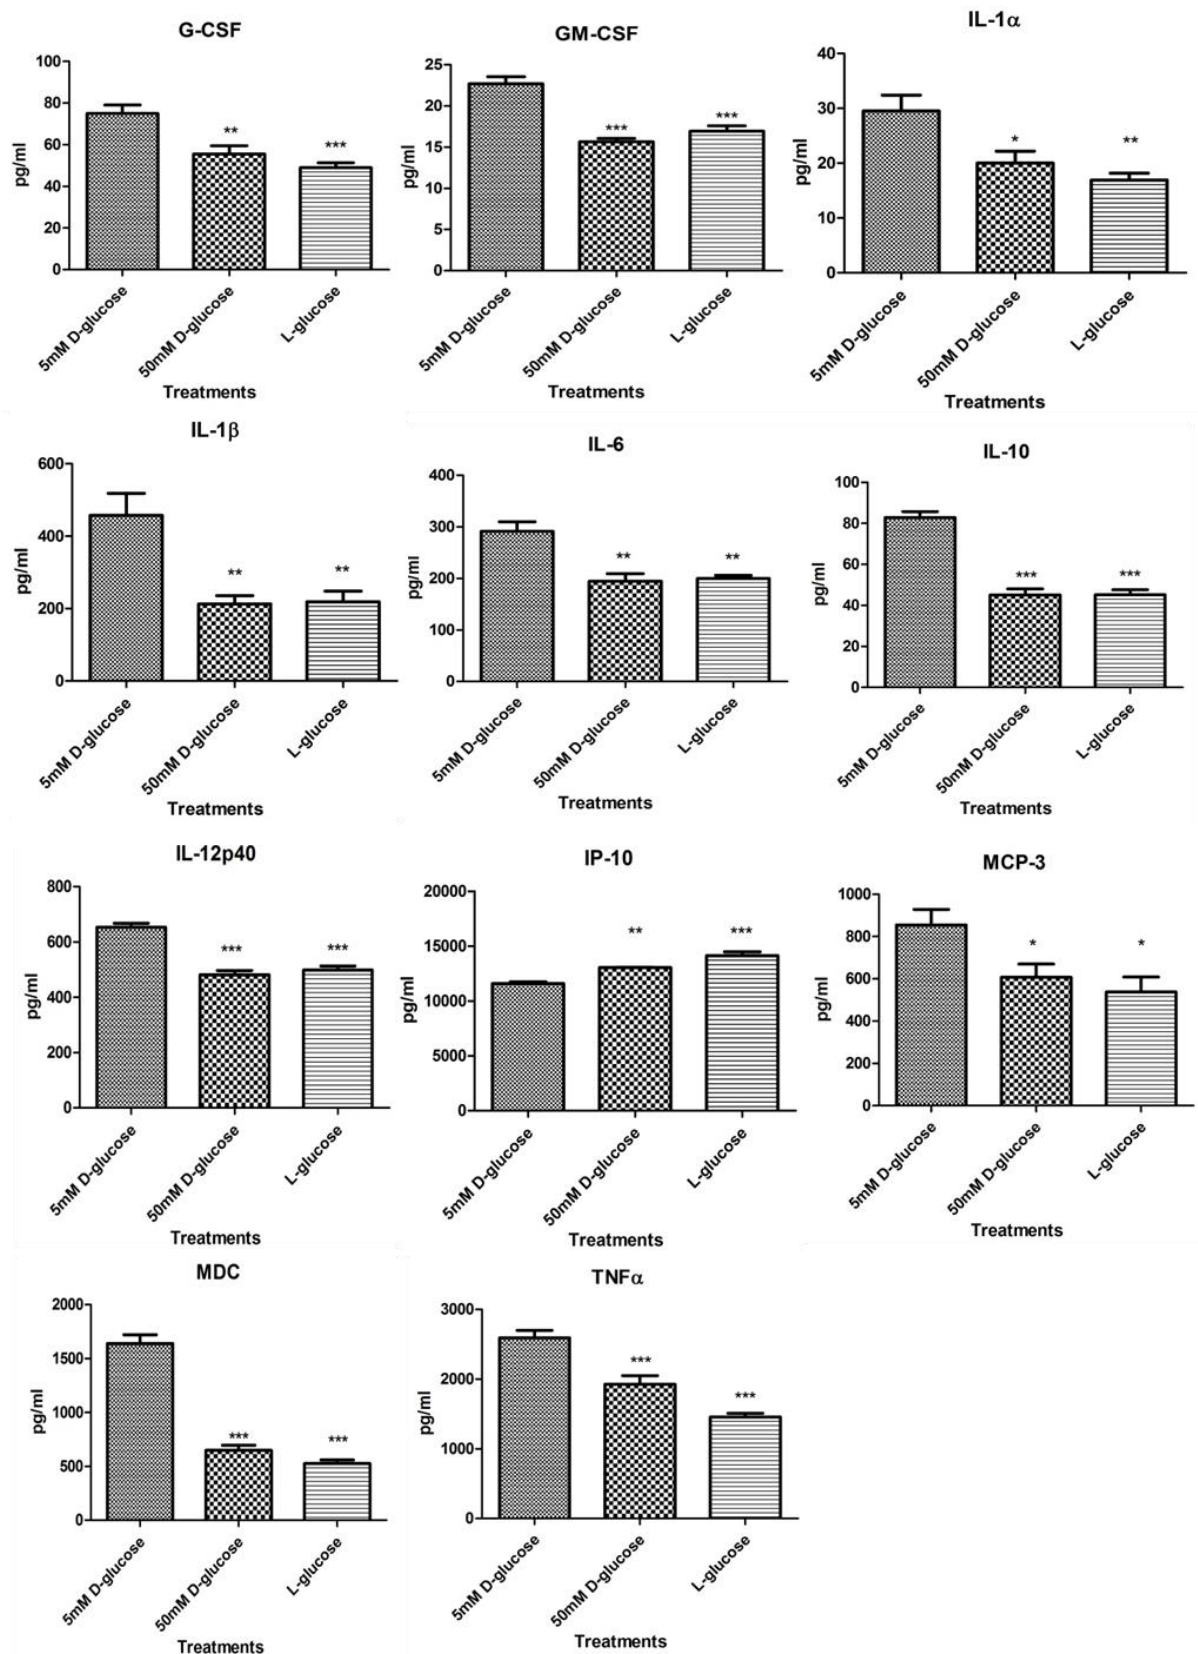 G-CSF
100
80
60
40
20
0
pg/ml
**
***
5mM D-glucose
50mM D-glucose
L-glucose
Treatments
GM-CSF
25
20
15
10
5
0
pg/ml
***
***
5mM D-glucose
50mM D-glucose
L-glucose
Treatments
IL-1α
40
30
20
10
0
pg/ml
*
**
5mM D-glucose
50mM D-glucose
L-glucose
Treatments
IL-1β
600
400
200
0
pg/ml
**
**
5mM D-glucose
50mM D-glucose
L-glucose
Treatments
IL-6
400
300
200
100
0
pg/ml
**
**
5mM D-glucose
50mM D-glucose
L-glucose
Treatments
IL-10
100
80
60
40
20
0
pg/ml
***
***
5mM D-glucose
50mM D-glucose
L-glucose
Treatments
IL-12p40
800
600
400
200
0
pg/ml
***
***
5mM D-glucose
50mM D-glucose
L-glucose
Treatments
IP-10
20000
15000
10000
5000
0
pg/ml
**
***
5mM D-glucose
50mM D-glucose
L-glucose
Treatments
MCP-3
1000
800
600
400
200
0
pg/ml
*
*
5mM D-glucose
50mM D-glucose
L-glucose
Treatments
MDC
2000
1500
1000
500
0
pg/ml
***
***
5mM D-glucose
50mM D-glucose
L-glucose
Treatments
TNFα
3000
2000
1000
0
pg/ml
***
***
5mM D-glucose
50mM D-glucose
L-glucose
Treatments